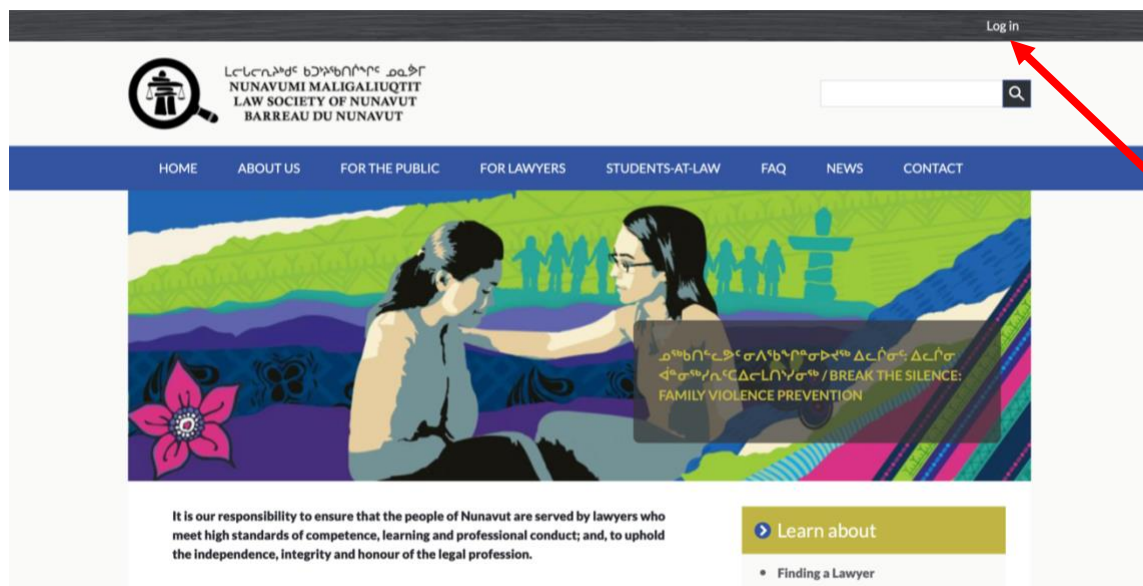 Log in
NUNAVUMI MALIGALIUQTIT
LAW SOCIETY OF NUNAVUT
BARREAU DU NUNAVUT
HOME ABOUT US FOR THE PUBLIC FOR LAWYERS STUDENTS-AT-LAW FAQ NEWS CONTACT
/ BREAK THE SILENCE:
FAMILY VIOLENCE PREVENTION
It is our responsibility to ensure that the people of Nunavut are served by lawyers who
meet high standards of competence, learning and professional conduct; and, to uphold
the independence, integrity and honour of the legal profession.
Learn about
• Finding a Lawyer